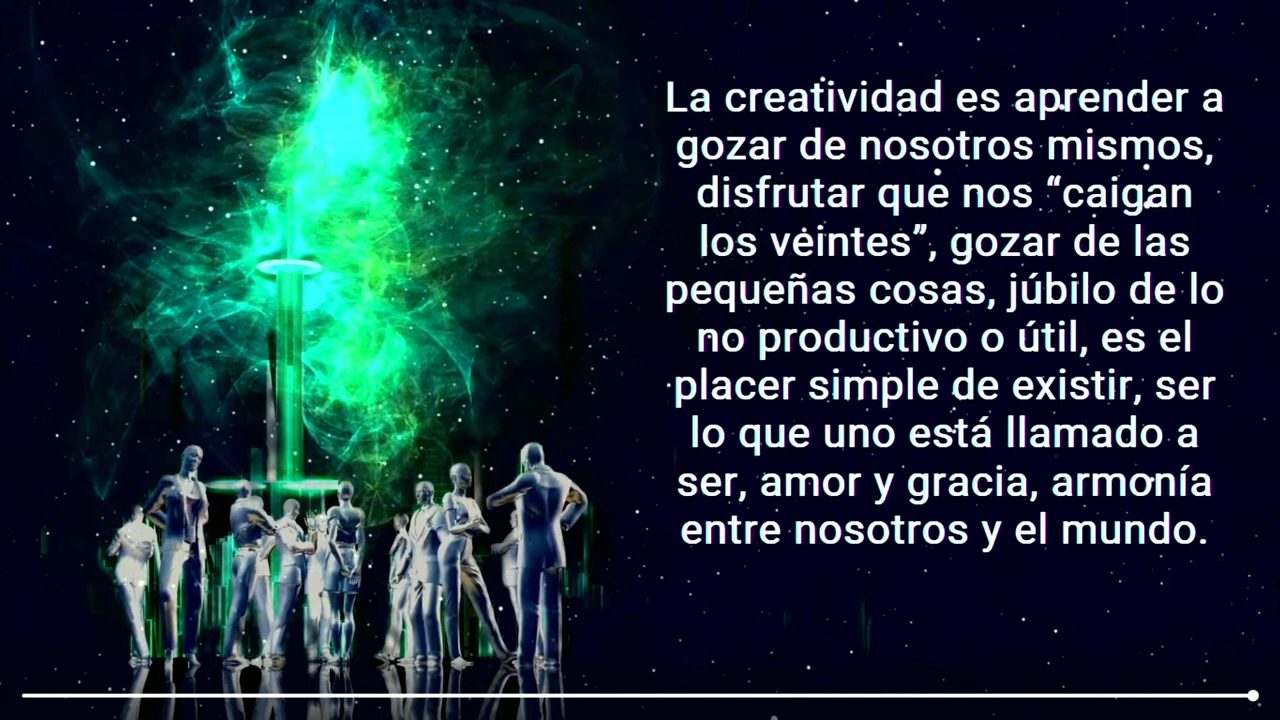 La creatividad es aprender a
gozar de nosotros mismos,
disfrutar que nos “caigan
los veintes”, gozar de las
pequeñas cosas, júbilo de lo
no productivo o útil, es el
placer simple de existir, ser
lo que uno está llamado a
ser, amor y gracia, armonía
entre nosotros y el mundo.